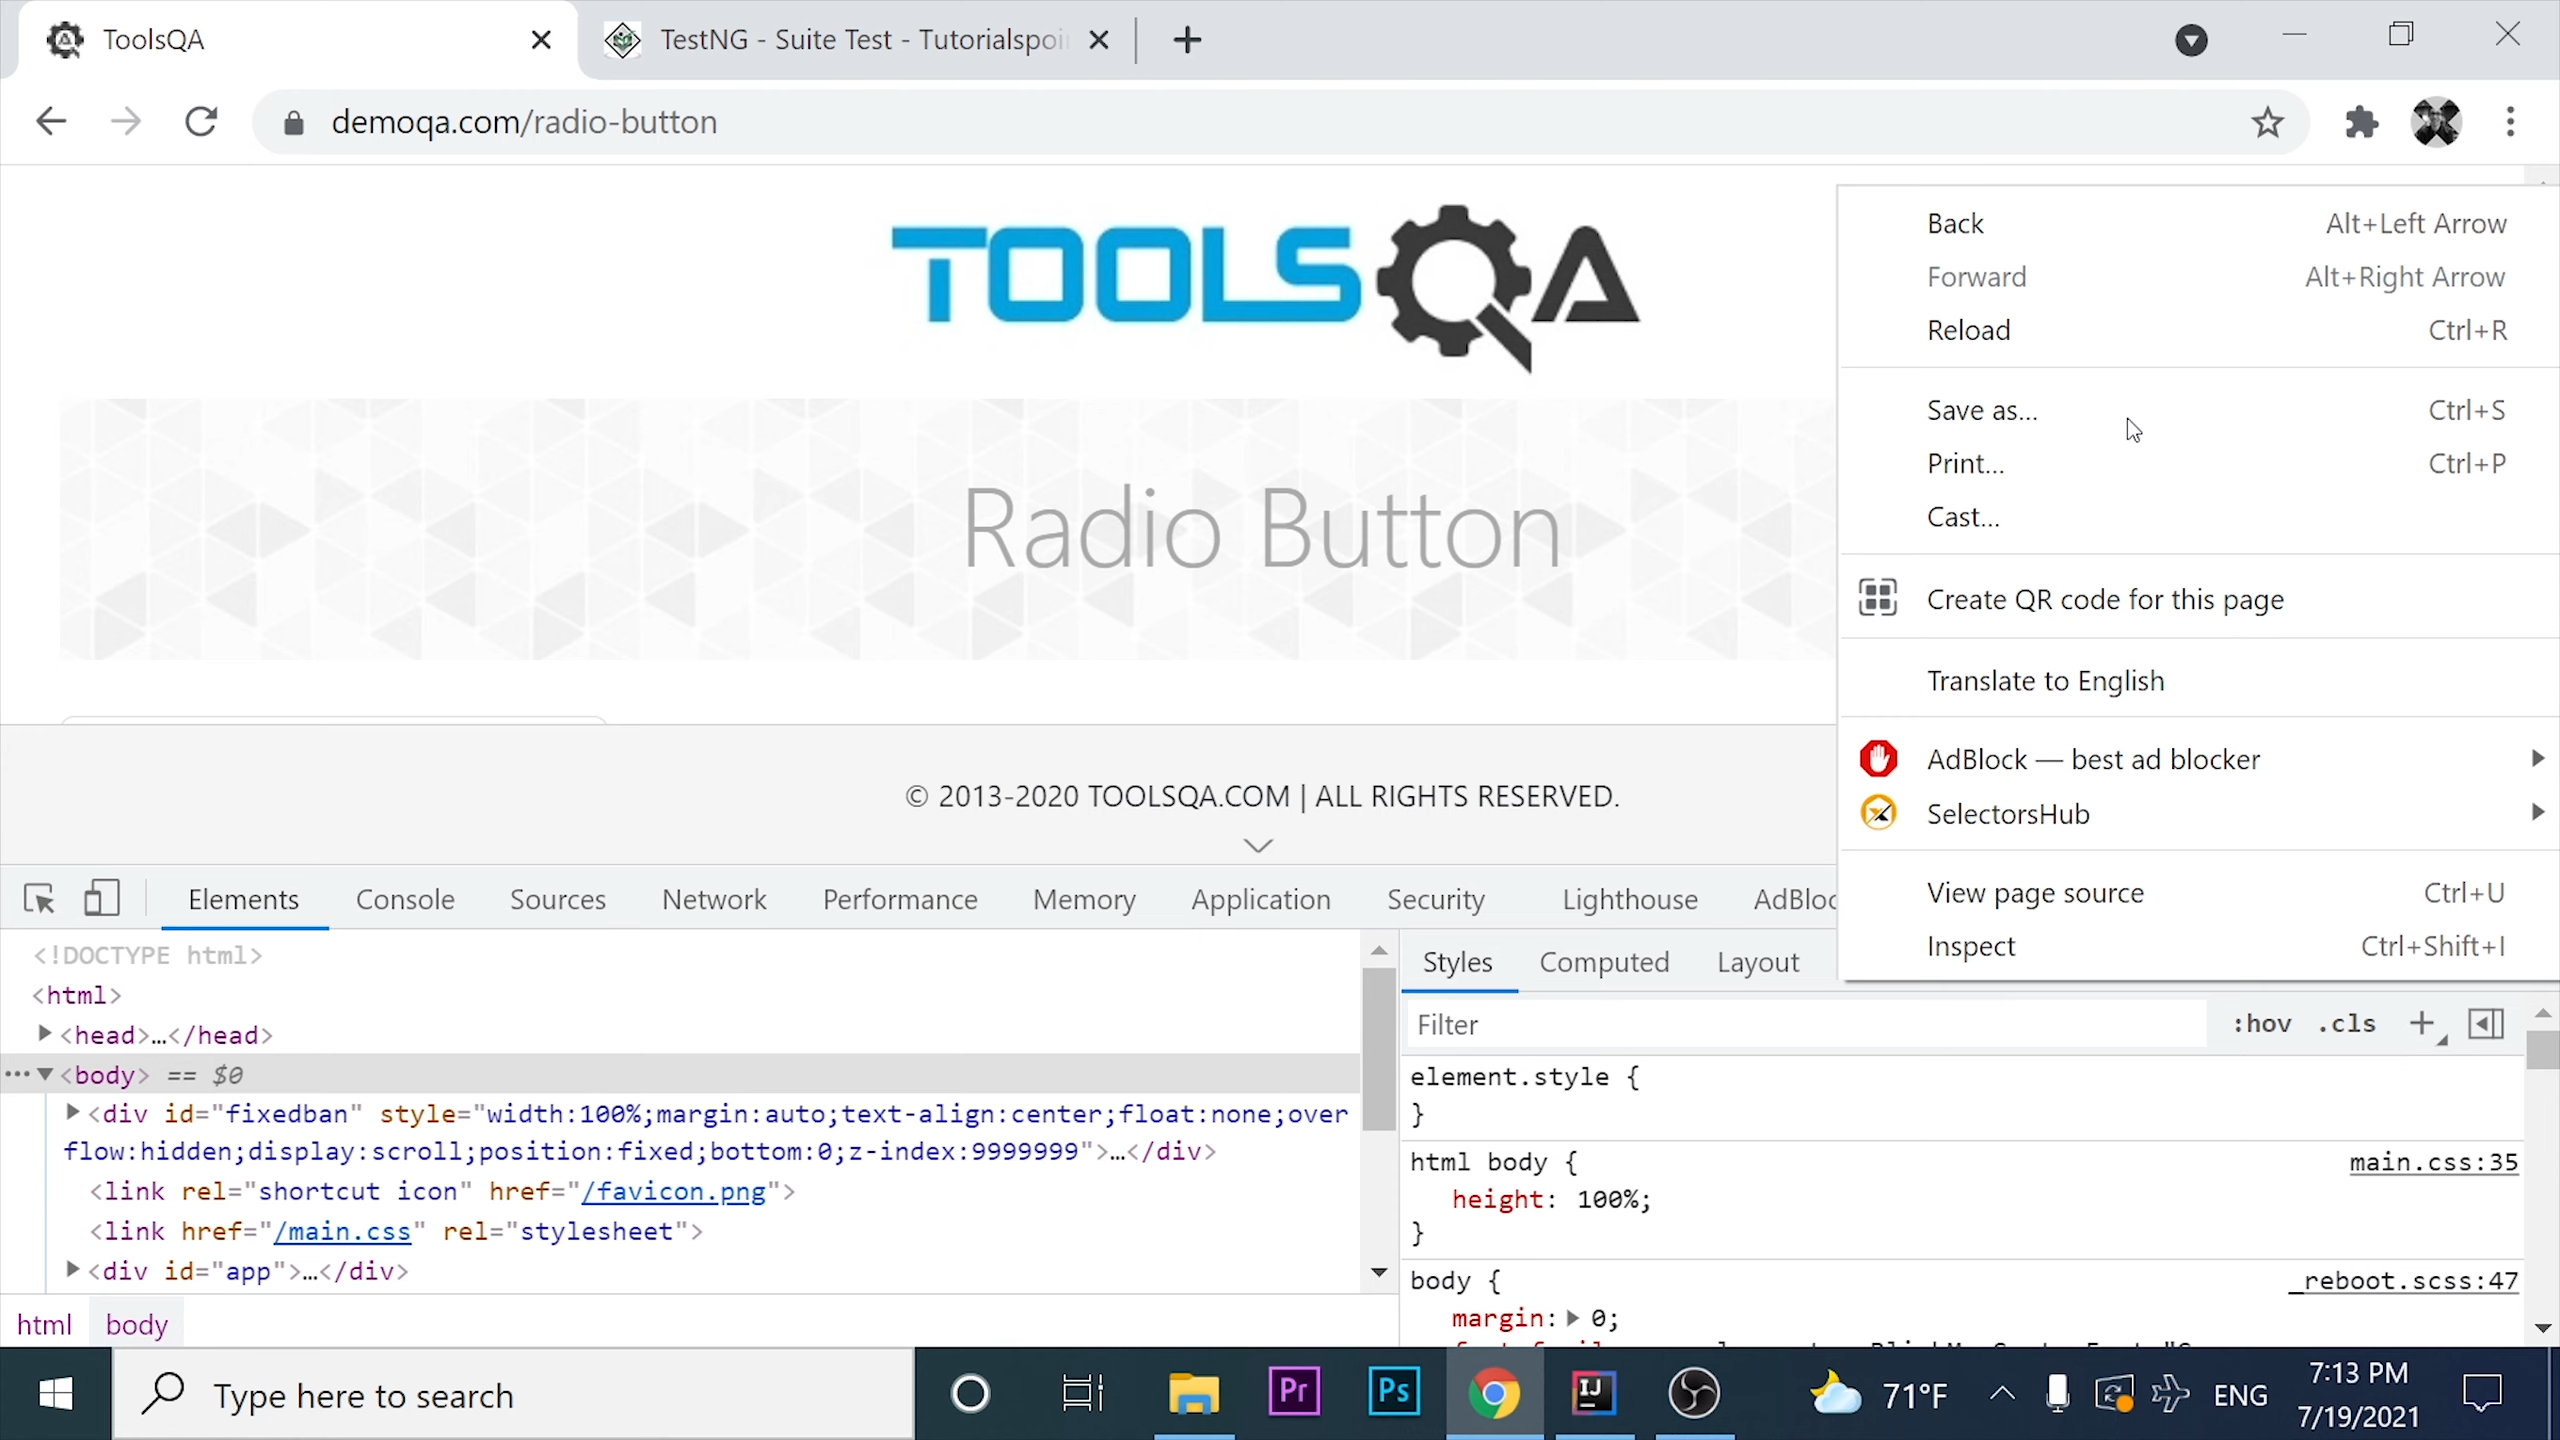 ToolsQA
TestNG - Suite Test - Tutorialspoi
demoqa.com/radio-button
TOOLSQA
Radio Button
© 2013-2020 TOOLSQA.COM | ALL RIGHTS RESERVED.
Back Alt+Left Arrow
Forward Alt+Right Arrow
Reload Ctrl+R
Save as... Ctrl+S
Print... Ctrl+P
Cast...
Create QR code for this page
Translate to English
AdBlock — best ad blocker
SelectorsHub
View page source Ctrl+U
Inspect Ctrl+Shift+I
Elements Console Sources Network Performance Memory Application Security Lighthouse AdBloc
<!DOCTYPE html>
<html>
<head>…</head>
<body> == $0
<div id="fixedban" style="width:100%;margin:auto;text-align:center;float:none;over
flow:hidden;display:scroll;position:fixed;bottom:0;z-index:9999999">…</div>
<link rel="shortcut icon" href="/favicon.png">
<link href="/main.css" rel="stylesheet">
<div id="app">…</div>
html body
Styles Computed Layout
Filter :hov .cls
element.style {
}
html body { main.css:35
height: 100%;
}
body { _reboot.scss:47
margin: 0;
Type here to search
Pr
Ps
IJ
71°F
ENG
7:13 PM
7/19/2021